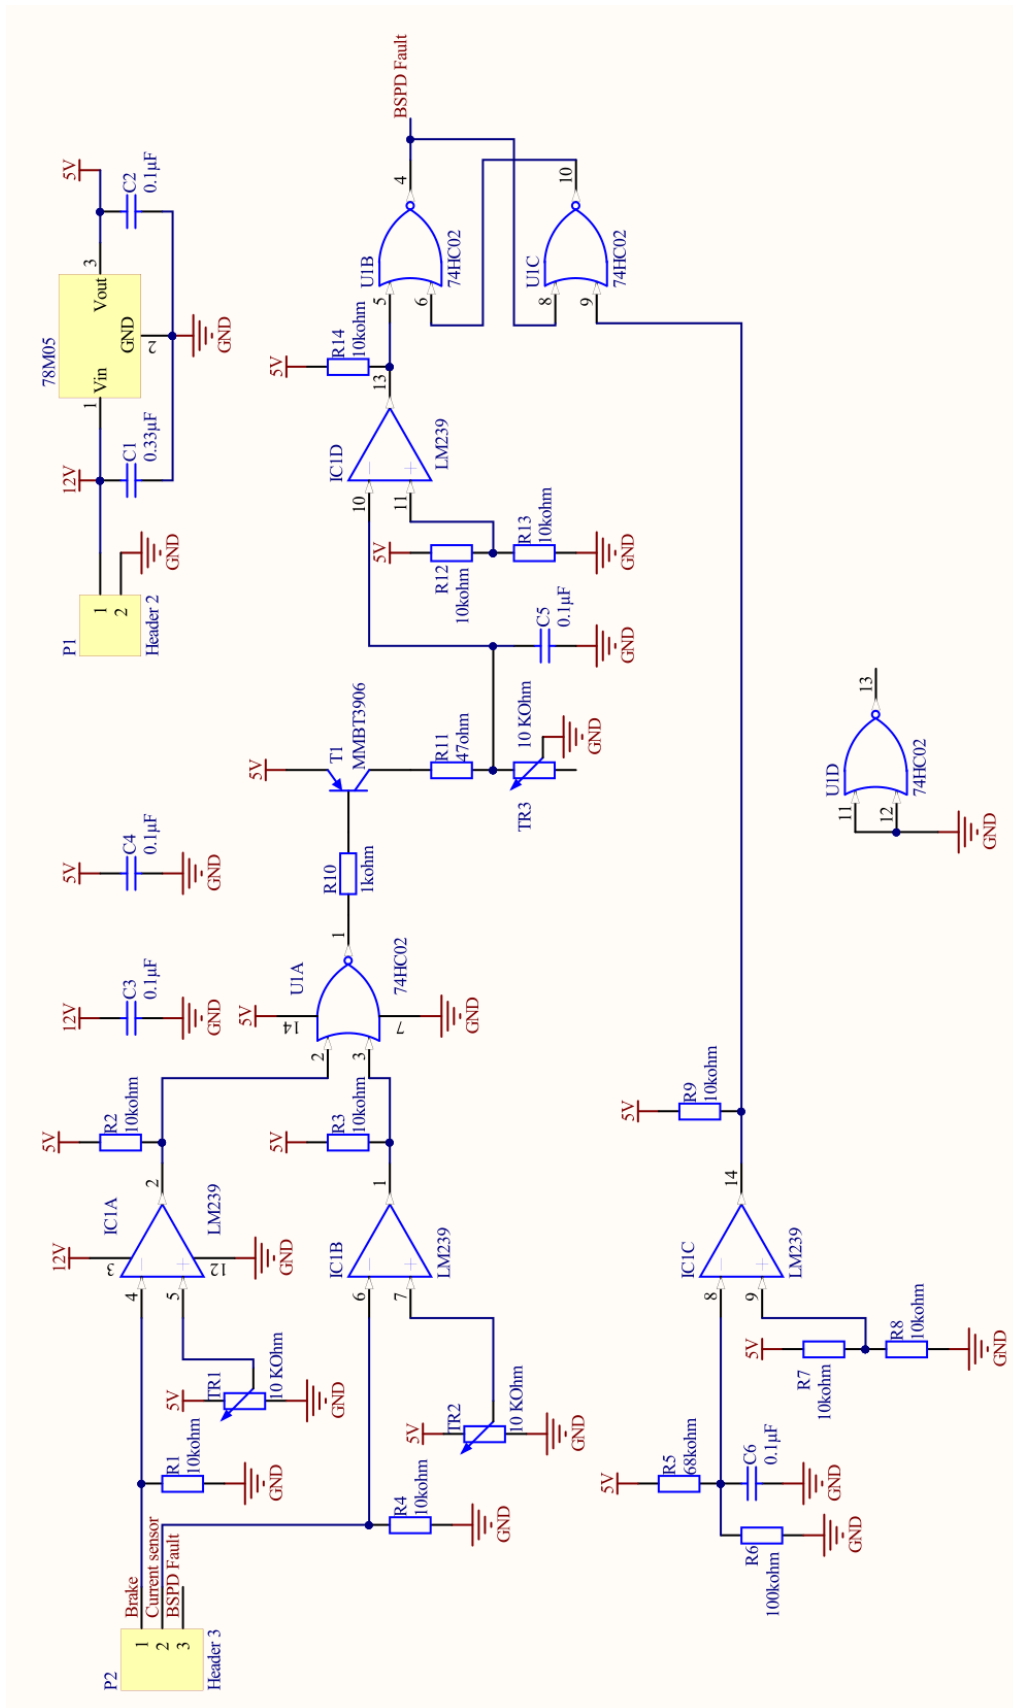 P1
1
2
Header 2
GND
12V
C1
0.33μF
78M05
1
Vin
Vout
3
GND
2
GND
5V
C2
0.1μF
12V
C3
0.1μF
GND
5V
C4
0.1μF
GND
P2
1
2
3
Header 3
Brake
Current sensor
BSPD Fault
R1
10kohm
GND
5V
TR1
10 KOhm
GND
12V
3
IC1A
4
5
2
12
LM239
GND
5V
R2
10kohm
R4
10kohm
GND
5V
TR2
10 KOhm
GND
IC1B
6
7
1
LM239
5V
R3
10kohm
5V
14
U1A
2
3
1
7
74HC02
GND
R10
1kohm
5V
T1
MMBT3906
R11
47ohm
TR3
10 KOhm
GND
C5
0.1μF
GND
5V
R12
10kohm
R13
10kohm
GND
IC1D
10
11
13
LM239
5V
R14
10kohm
U1B
5
6
4
74HC02
BSPD Fault
U1C
8
9
10
74HC02
5V
R5
68kohm
R6
100kohm
GND
C6
0.1μF
GND
5V
R7
10kohm
R8
10kohm
GND
IC1C
8
9
14
LM239
5V
R9
10kohm
U1D
11
12
13
74HC02
GND